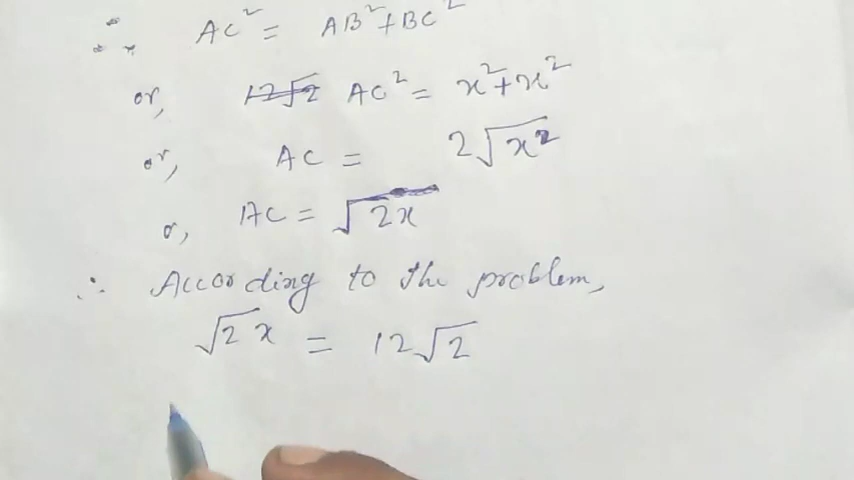 ∴ AC² = AB² + BC²
or, 12√2 AC² = x² + x²
or, AC = 2√x²
or, AC = √2x
∴ According to the problem,
√2 x = 12√2